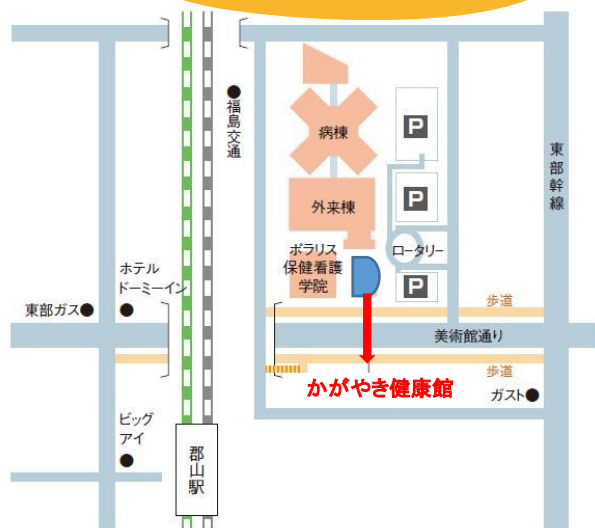 福島交通
病棟
P
外来棟
P
東部幹線
ポラリス
保健看護
学院
ロータリー
P
ホテル
ドーミーイン
東部ガス
歩道
美術館通り
歩道
かがやき健康館
ガスト
ビッグ
アイ
郡山駅